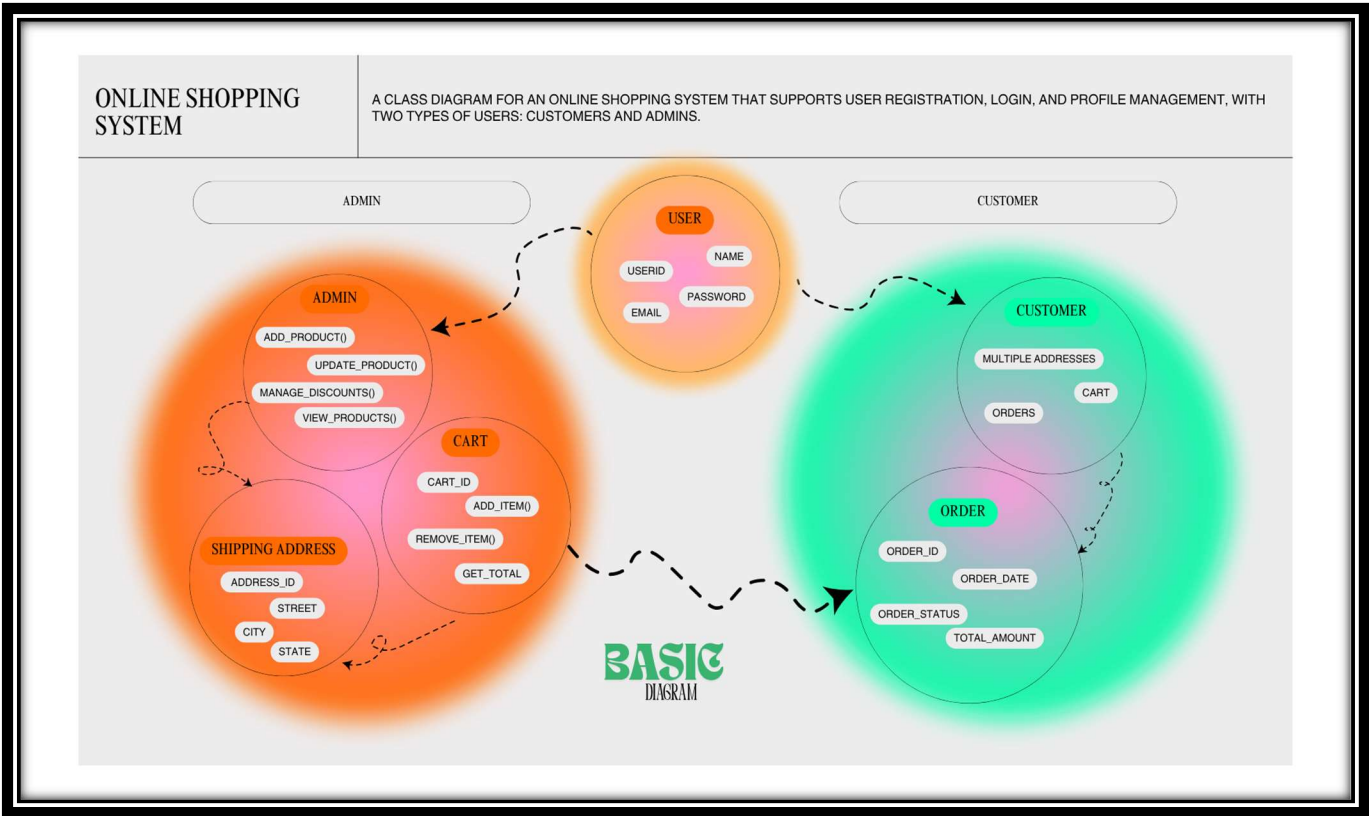 ONLINE SHOPPING
SYSTEM
A CLASS DIAGRAM FOR AN ONLINE SHOPPING SYSTEM THAT SUPPORTS USER REGISTRATION, LOGIN, AND PROFILE MANAGEMENT, WITH
TWO TYPES OF USERS: CUSTOMERS AND ADMINS.
ADMIN
CUSTOMER
USER
NAME
USERID
PASSWORD
EMAIL
ADMIN
ADD_PRODUCT()
UPDATE_PRODUCT()
MANAGE_DISCOUNTS()
VIEW_PRODUCTS()
CART
CART_ID
ADD_ITEM()
REMOVE_ITEM()
GET_TOTAL
SHIPPING ADDRESS
ADDRESS_ID
STREET
CITY
STATE
CUSTOMER
MULTIPLE ADDRESSES
CART
ORDERS
ORDER
ORDER_ID
ORDER_DATE
ORDER_STATUS
TOTAL_AMOUNT
BASIC
DIAGRAM